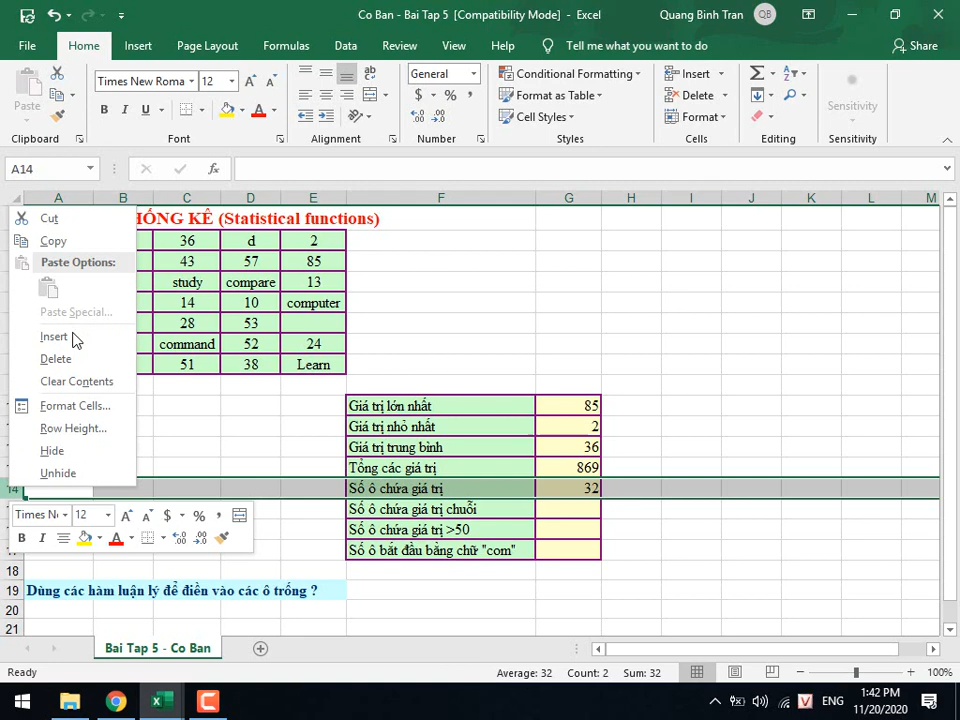 Co Ban - Bai Tap 5 [Compatibility Mode] - Excel
Quang Binh Tran
QB
File
Home
Insert
Page Layout
Formulas
Data
Review
View
Help
Tell me what you want to do
Share
Paste
Clipboard
Times New Roma
12
A
A
B
I
U
A
Font
ab
Alignment
General
$ % ,
Number
Conditional Formatting
Format as Table
Cell Styles
Styles
Insert
Delete
Format
Cells
Editing
Sensitivity
Sensitivity
A14
fx
A B C D E F G H I J K L M
HỐNG KÊ (Statistical functions)
36 d 2
43 57 85
study compare 13
14 10 computer
28 53
command 52 24
51 38 Learn
Giá trị lớn nhất 85
Giá trị nhỏ nhất 2
Giá trị trung bình 36
Tổng các giá trị 869
14 Số ô chứa giá trị 32
Số ô chứa giá trị chuỗi
Số ô chứa giá trị >50
Số ô bắt đầu bằng chữ "com"
18
19 Dùng các hàm luận lý để điền vào các ô trống ?
20
21
Cut
Copy
Paste Options:
Paste Special...
Insert
Delete
Clear Contents
Format Cells...
Row Height...
Hide
Unhide
Times N
12
A A $ % ,
B I A
Bai Tap 5 - Co Ban
Ready
Average: 32
Count: 2
Sum: 32
100%
V
ENG
1:42 PM
11/20/2020